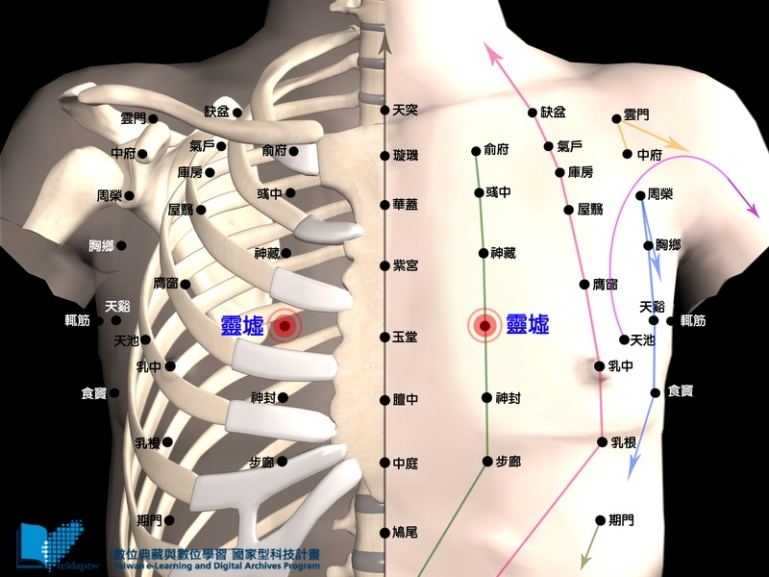 缺盆
雲門
氣戶
俞府
中府
庫房
周榮
彧中
屋翳
胸鄉
神藏
膺窗
天谿
輒筋
靈墟
天池
乳中
食竇
神封
乳根
步廊
期門
天突
璇璣
華蓋
紫宮
玉堂
膻中
中庭
鳩尾
缺盆
雲門
俞府
氣戶
中府
庫房
彧中
周榮
屋翳
胸鄉
神藏
膺窗
天谿
靈墟
輒筋
天池
乳中
食竇
神封
乳根
步廊
期門
數位典藏與數位學習 國家型科技計畫
Taiwan e-Learning and Digital Archives Program